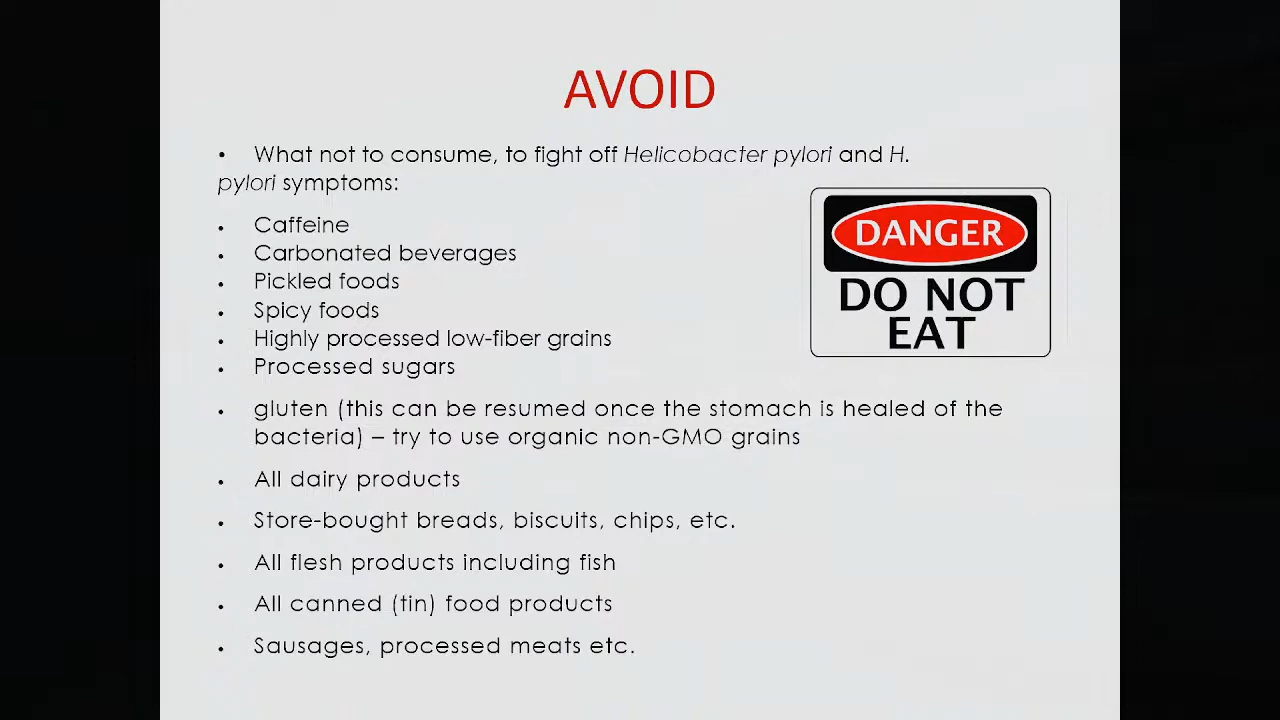 AVOID
• What not to consume, to fight off Helicobacter pylori and H.
pylori symptoms:
• Caffeine
• Carbonated beverages
• Pickled foods
• Spicy foods
• Highly processed low-fiber grains
• Processed sugars
• gluten (this can be resumed once the stomach is healed of the
bacteria) – try to use organic non-GMO grains
• All dairy products
• Store-bought breads, biscuits, chips, etc.
• All flesh products including fish
• All canned (tin) food products
• Sausages, processed meats etc.
DANGER
DO NOT
EAT